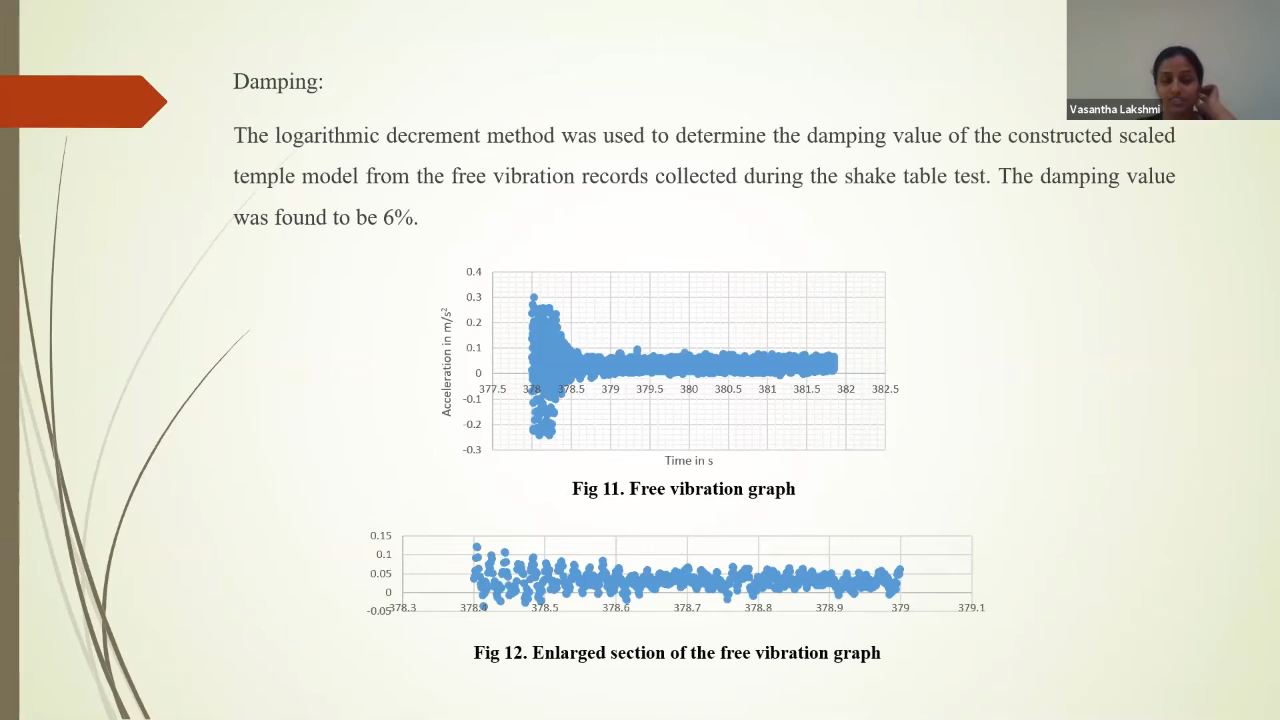 Vasantha Lakshmi
Damping:
The logarithmic decrement method was used to determine the damping value of the constructed scaled
temple model from the free vibration records collected during the shake table test. The damping value
was found to be 6%.
0.4
0.3
0.2
0.1
0
-0.1
-0.2
-0.3
Acceleration in m/s²
377.5 378 378.5 379 379.5 380 380.5 381 381.5 382 382.5
Time in s
Fig 11. Free vibration graph
0.15
0.1
0.05
0
-0.05
378.3 378.4 378.5 378.6 378.7 378.8 378.9 379 379.1
Fig 12. Enlarged section of the free vibration graph